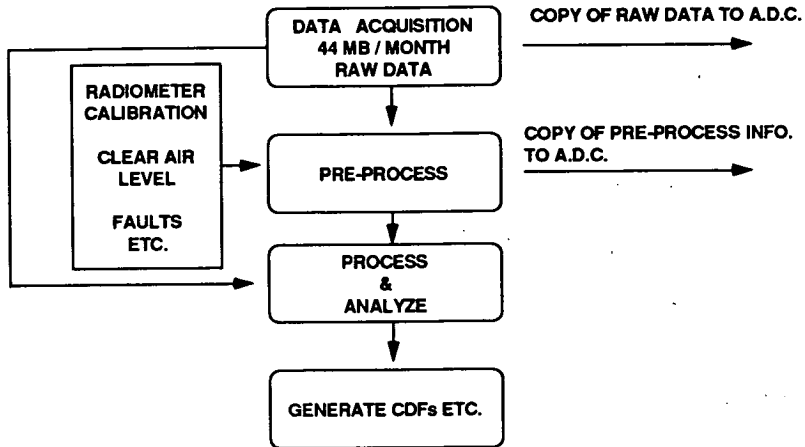 DATA ACQUISITION
44 MB / MONTH
RAW DATA
COPY OF RAW DATA TO A.D.C.
RADIOMETER
CALIBRATION
CLEAR AIR
LEVEL
FAULTS
ETC.
PRE-PROCESS
COPY OF PRE-PROCESS INFO.
TO A.D.C.
PROCESS
&
ANALYZE
GENERATE CDFs ETC.